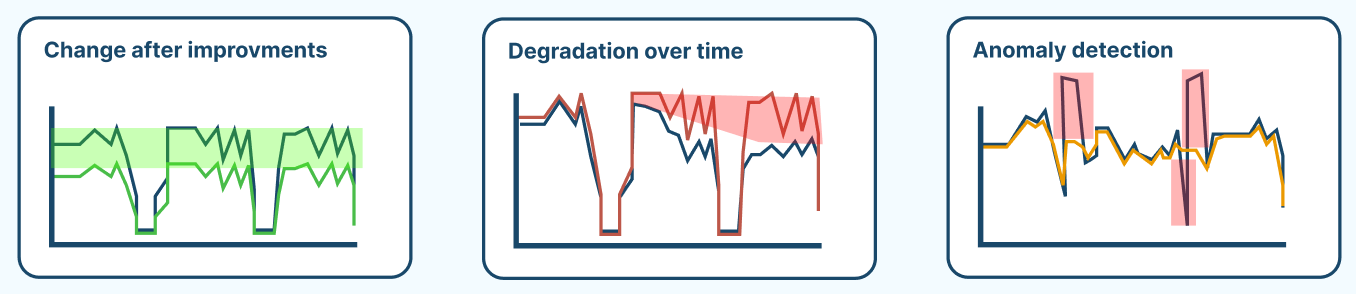 Change after improvments
Degradation over time
Anomaly detection